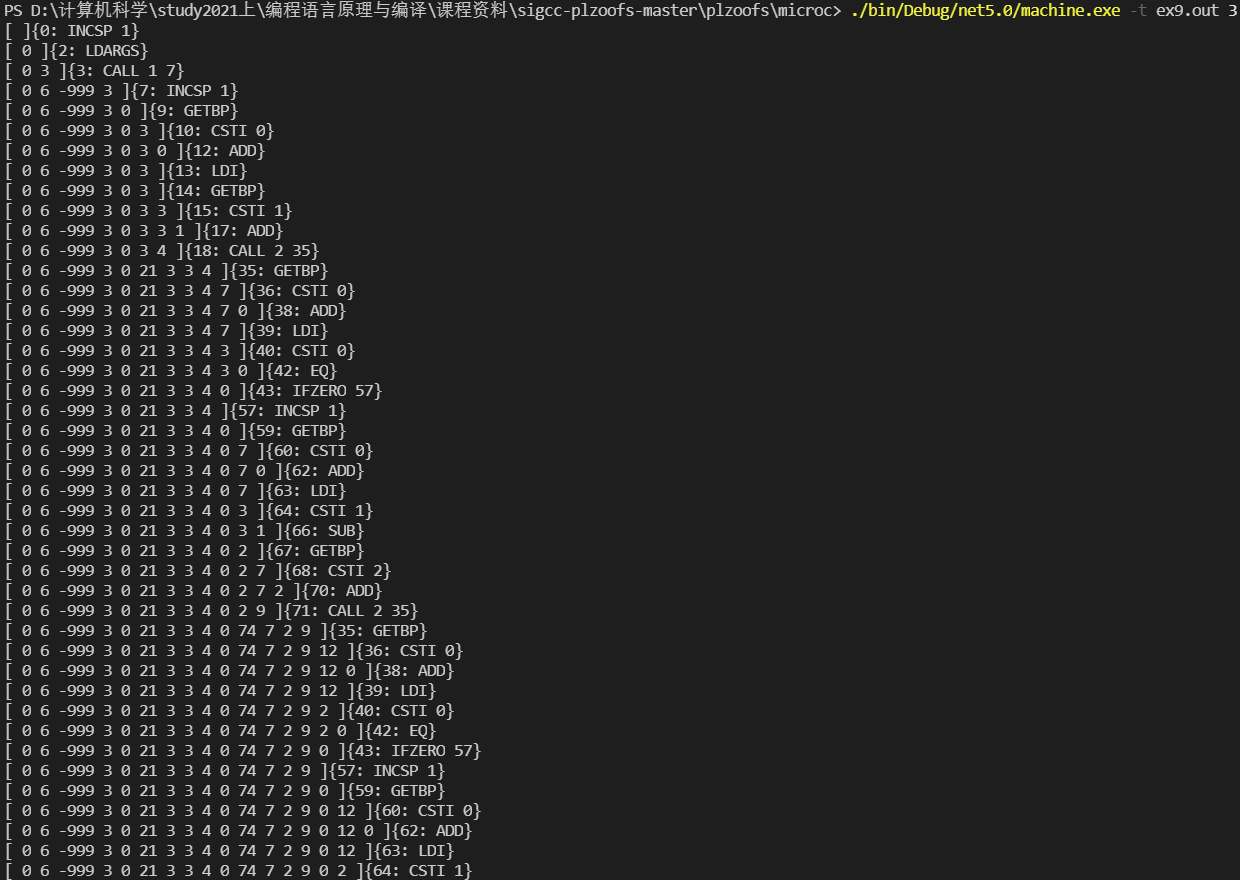 PS D:\计算机科学\study2021上\编程语言原理与编译\课程资料\sigcc-plzoofs-master\plzoofs\microc> ./bin/Debug/net5.0/machine.exe -t ex9.out 3
[ ]{0: INCSP 1}
[ 0 ]{2: LDARGS}
[ 0 3 ]{3: CALL 1 7}
[ 0 6 -999 3 ]{7: INCSP 1}
[ 0 6 -999 3 0 ]{9: GETBP}
[ 0 6 -999 3 0 3 ]{10: CSTI 0}
[ 0 6 -999 3 0 3 0 ]{12: ADD}
[ 0 6 -999 3 0 3 ]{13: LDI}
[ 0 6 -999 3 0 3 ]{14: GETBP}
[ 0 6 -999 3 0 3 3 ]{15: CSTI 1}
[ 0 6 -999 3 0 3 3 1 ]{17: ADD}
[ 0 6 -999 3 0 3 4 ]{18: CALL 2 35}
[ 0 6 -999 3 0 21 3 3 4 ]{35: GETBP}
[ 0 6 -999 3 0 21 3 3 4 7 ]{36: CSTI 0}
[ 0 6 -999 3 0 21 3 3 4 7 0 ]{38: ADD}
[ 0 6 -999 3 0 21 3 3 4 7 ]{39: LDI}
[ 0 6 -999 3 0 21 3 3 4 3 ]{40: CSTI 0}
[ 0 6 -999 3 0 21 3 3 4 3 0 ]{42: EQ}
[ 0 6 -999 3 0 21 3 3 4 0 ]{43: IFZERO 57}
[ 0 6 -999 3 0 21 3 3 4 ]{57: INCSP 1}
[ 0 6 -999 3 0 21 3 3 4 0 ]{59: GETBP}
[ 0 6 -999 3 0 21 3 3 4 0 7 ]{60: CSTI 0}
[ 0 6 -999 3 0 21 3 3 4 0 7 0 ]{62: ADD}
[ 0 6 -999 3 0 21 3 3 4 0 7 ]{63: LDI}
[ 0 6 -999 3 0 21 3 3 4 0 3 ]{64: CSTI 1}
[ 0 6 -999 3 0 21 3 3 4 0 3 1 ]{66: SUB}
[ 0 6 -999 3 0 21 3 3 4 0 2 ]{67: GETBP}
[ 0 6 -999 3 0 21 3 3 4 0 2 7 ]{68: CSTI 2}
[ 0 6 -999 3 0 21 3 3 4 0 2 7 2 ]{70: ADD}
[ 0 6 -999 3 0 21 3 3 4 0 2 9 ]{71: CALL 2 35}
[ 0 6 -999 3 0 21 3 3 4 0 74 7 2 9 ]{35: GETBP}
[ 0 6 -999 3 0 21 3 3 4 0 74 7 2 9 12 ]{36: CSTI 0}
[ 0 6 -999 3 0 21 3 3 4 0 74 7 2 9 12 0 ]{38: ADD}
[ 0 6 -999 3 0 21 3 3 4 0 74 7 2 9 12 ]{39: LDI}
[ 0 6 -999 3 0 21 3 3 4 0 74 7 2 9 2 ]{40: CSTI 0}
[ 0 6 -999 3 0 21 3 3 4 0 74 7 2 9 2 0 ]{42: EQ}
[ 0 6 -999 3 0 21 3 3 4 0 74 7 2 9 0 ]{43: IFZERO 57}
[ 0 6 -999 3 0 21 3 3 4 0 74 7 2 9 ]{57: INCSP 1}
[ 0 6 -999 3 0 21 3 3 4 0 74 7 2 9 0 ]{59: GETBP}
[ 0 6 -999 3 0 21 3 3 4 0 74 7 2 9 0 12 ]{60: CSTI 0}
[ 0 6 -999 3 0 21 3 3 4 0 74 7 2 9 0 12 0 ]{62: ADD}
[ 0 6 -999 3 0 21 3 3 4 0 74 7 2 9 0 12 ]{63: LDI}
[ 0 6 -999 3 0 21 3 3 4 0 74 7 2 9 0 2 ]{64: CSTI 1}